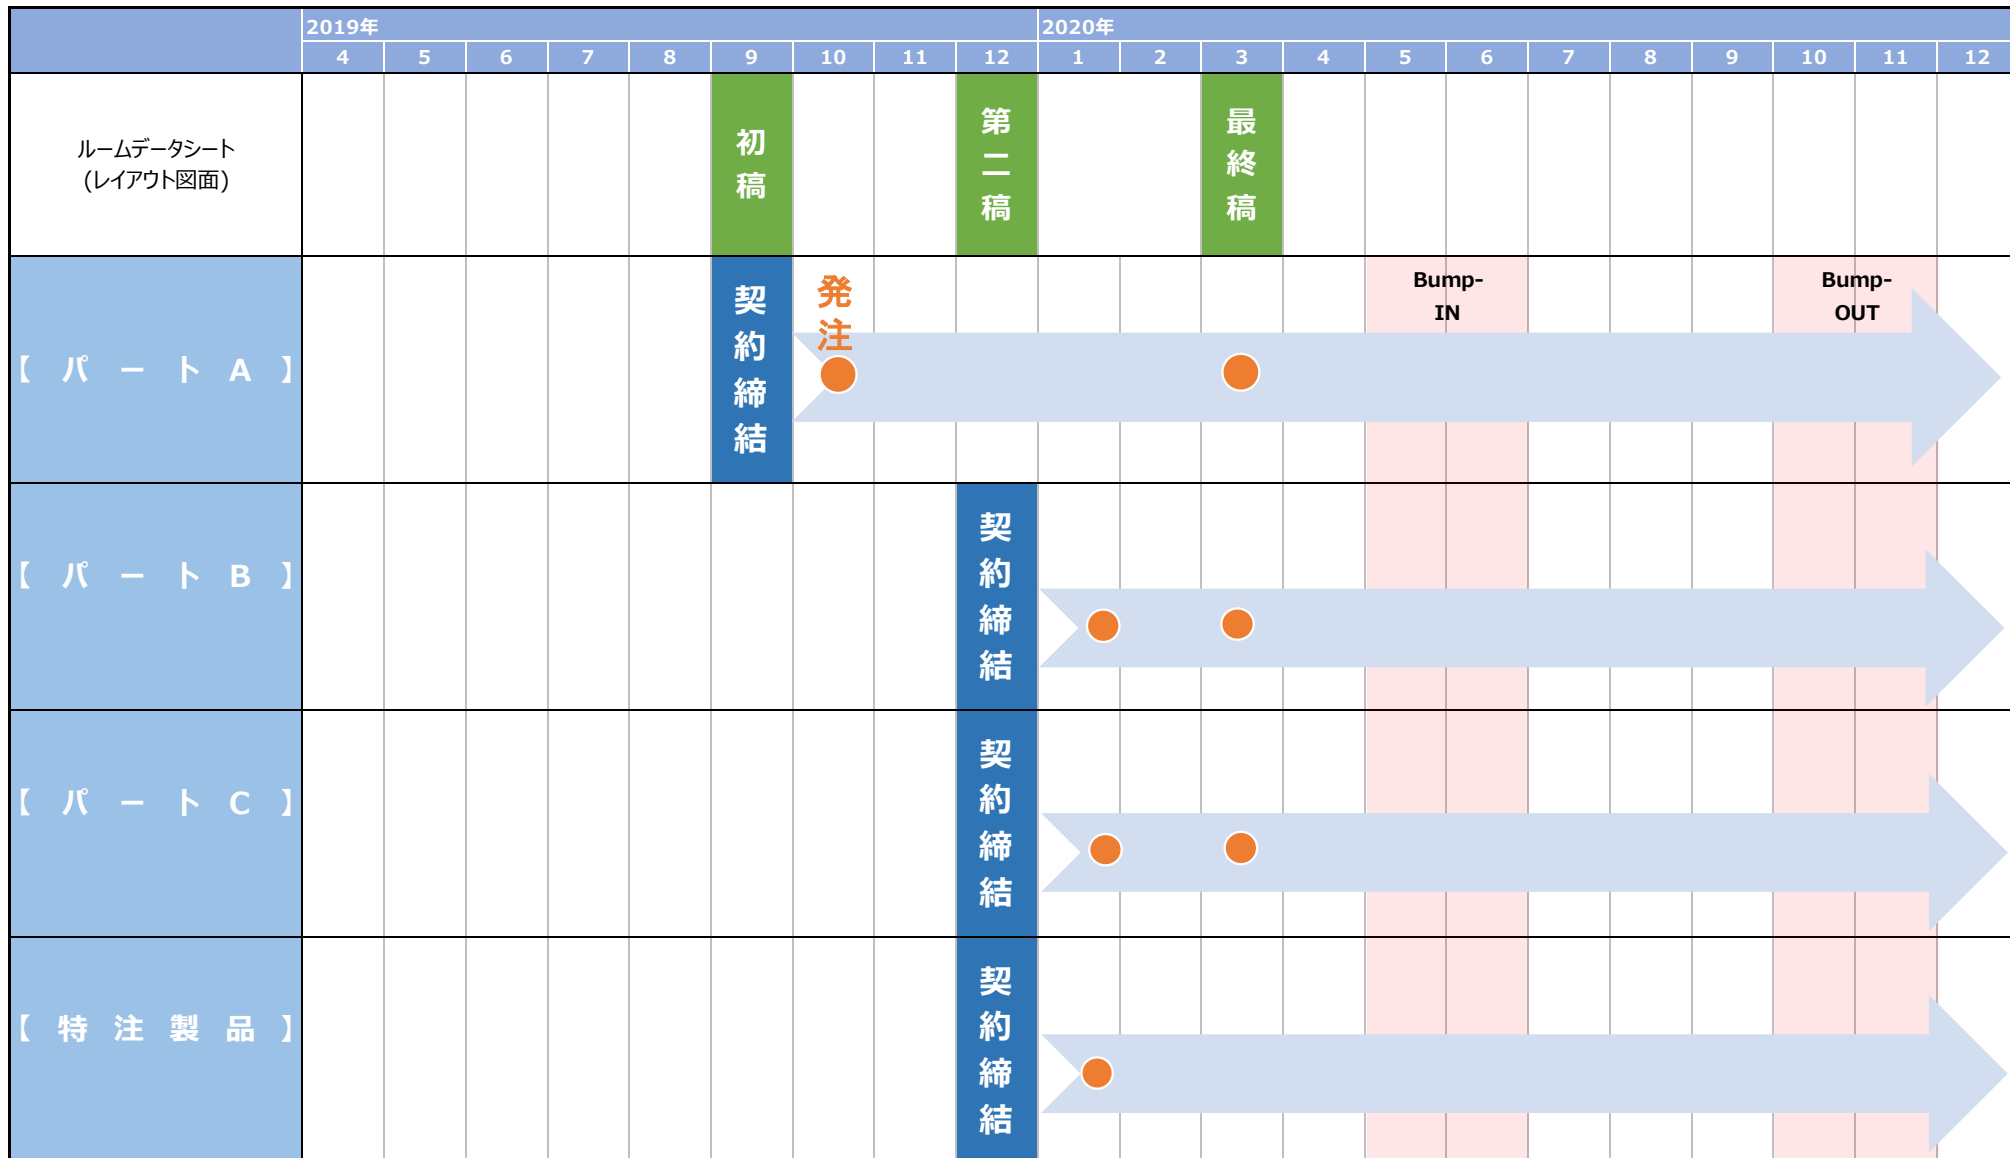 2019年 2020年
4 5 6 7 8 9 10 11 12 1 2 3 4 5 6 7 8 9 10 11 12
ルームデータシート
(レイアウト図面)
初稿
第二稿
最終稿
【パートA】
契約締結
発注
Bump-
IN
Bump-
OUT
【パートB】
契約締結
【パートC】
契約締結
【特注製品】
契約締結